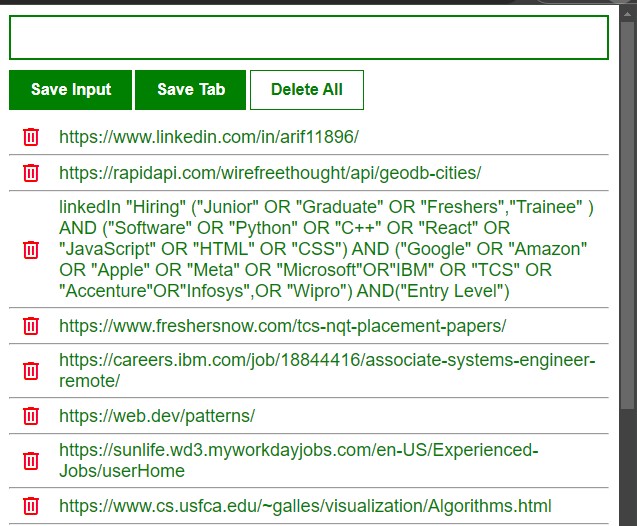 Save Input Save Tab Delete All
https://www.linkedin.com/in/arif11896/
https://rapidapi.com/wirefreethought/api/geodb-cities/
linkedIn "Hiring" ("Junior" OR "Graduate" OR "Freshers","Trainee" )
AND ("Software" OR "Python" OR "C++" OR "React" OR
"JavaScript" OR "HTML" OR "CSS") AND ("Google" OR "Amazon"
OR "Apple" OR "Meta" OR "Microsoft"OR"IBM" OR "TCS" OR
"Accenture"OR"Infosys",OR "Wipro") AND("Entry Level")
https://www.freshersnow.com/tcs-nqt-placement-papers/
https://careers.ibm.com/job/18844416/associate-systems-engineer-
remote/
https://web.dev/patterns/
https://sunlife.wd3.myworkdayjobs.com/en-US/Experienced-
Jobs/userHome
https://www.cs.usfca.edu/~galles/visualization/Algorithms.html